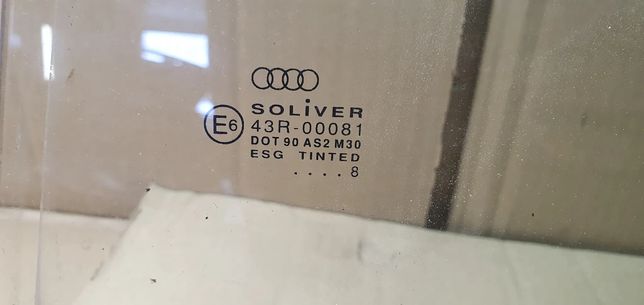 SOLiVER
E6 43R-00081
DOT 90 AS2 M30
ESG TINTED
....8